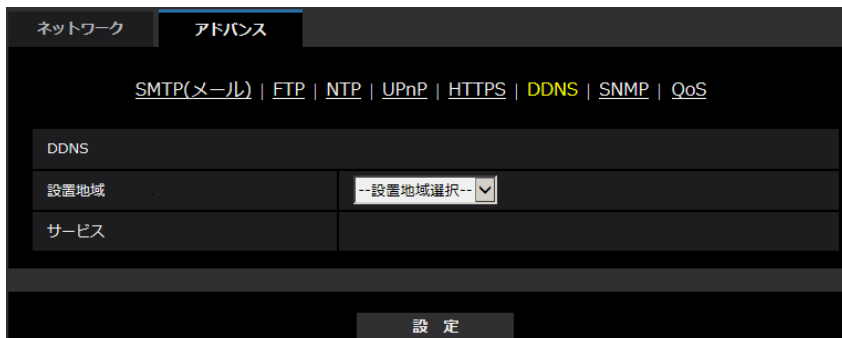 ネットワーク アドバンス
SMTP(メール) | FTP | NTP | UPnP | HTTPS | DDNS | SNMP | QoS
DDNS
設置地域 --設置地域選択--
サービス
設 定